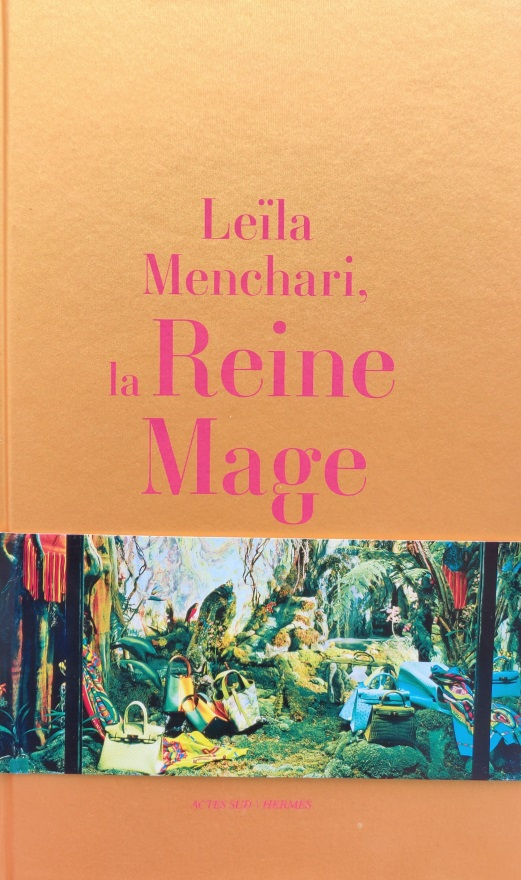 Leïla
Menchari,
la Reine
Mage
ACTES SUD - HERMÈS